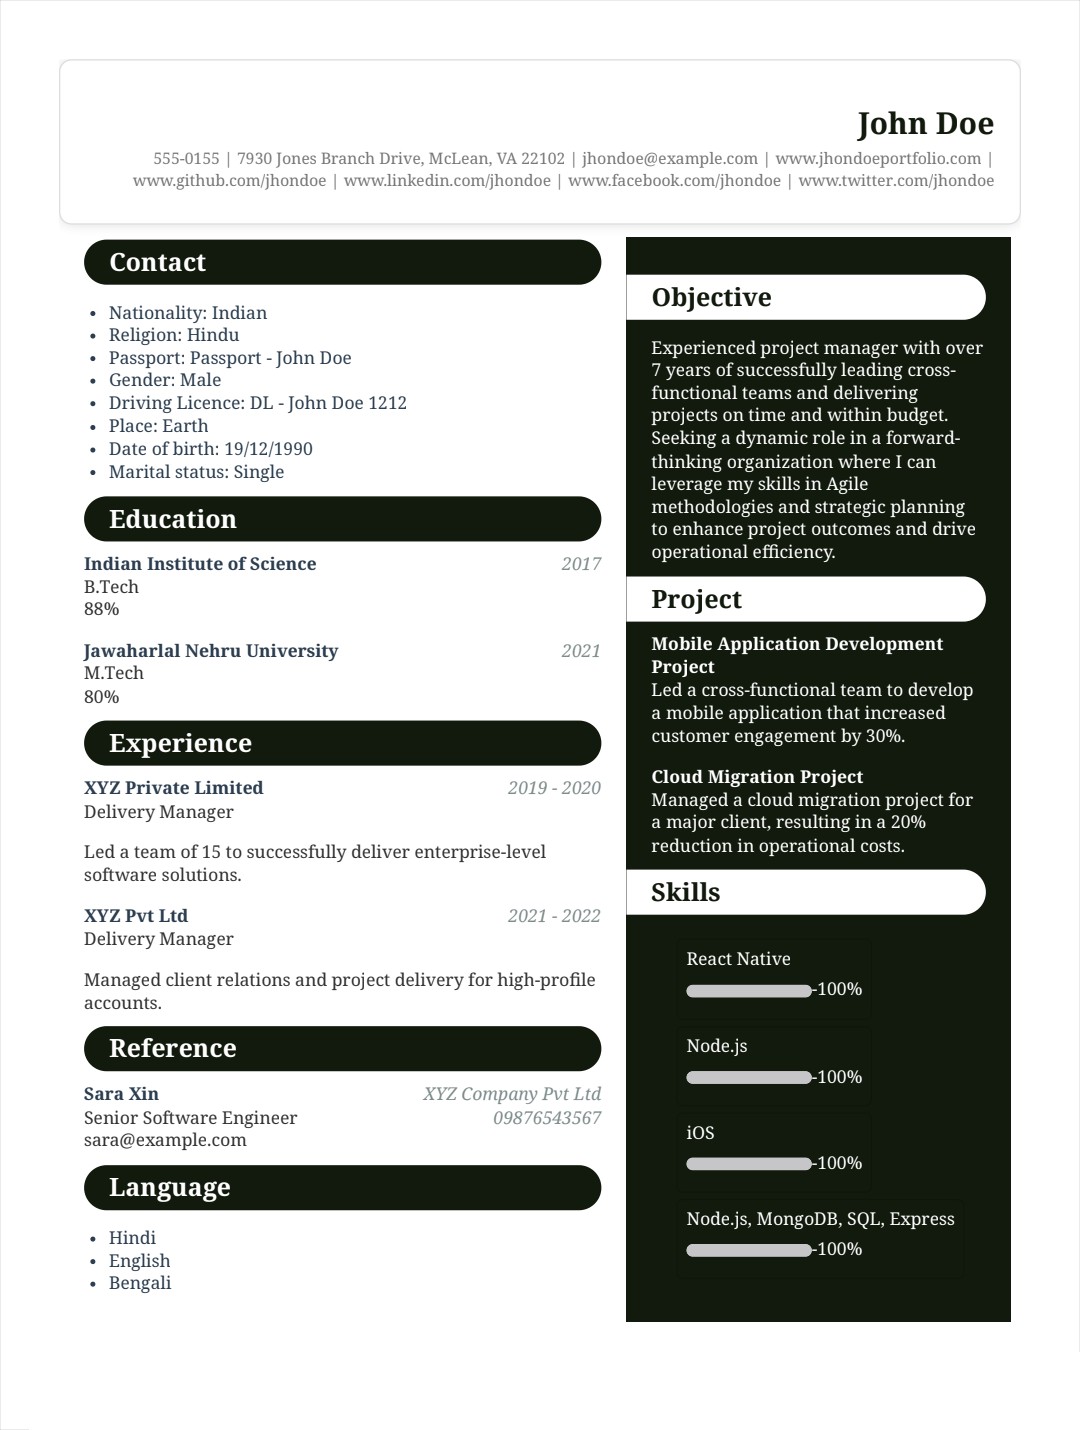 John Doe
555-0155 | 7930 Jones Branch Drive, McLean, VA 22102 | jhondoe@example.com | www.jhondoeportfolio.com |
www.github.com/jhondoe | www.linkedin.com/jhondoe | www.facebook.com/jhondoe | www.twitter.com/jhondoe
Contact
• Nationality: Indian
• Religion: Hindu
• Passport: Passport - John Doe
• Gender: Male
• Driving Licence: DL - John Doe 1212
• Place: Earth
• Date of birth: 19/12/1990
• Marital status: Single
Education
Indian Institute of Science 2017
B.Tech
88%
Jawaharlal Nehru University 2021
M.Tech
80%
Experience
XYZ Private Limited 2019 - 2020
Delivery Manager
Led a team of 15 to successfully deliver enterprise-level
software solutions.
XYZ Pvt Ltd 2021 - 2022
Delivery Manager
Managed client relations and project delivery for high-profile
accounts.
Reference
Sara Xin XYZ Company Pvt Ltd
Senior Software Engineer 09876543567
sara@example.com
Language
• Hindi
• English
• Bengali
Objective
Experienced project manager with over
7 years of successfully leading cross-
functional teams and delivering
projects on time and within budget.
Seeking a dynamic role in a forward-
thinking organization where I can
leverage my skills in Agile
methodologies and strategic planning
to enhance project outcomes and drive
operational efficiency.
Project
Mobile Application Development
Project
Led a cross-functional team to develop
a mobile application that increased
customer engagement by 30%.
Cloud Migration Project
Managed a cloud migration project for
a major client, resulting in a 20%
reduction in operational costs.
Skills
React Native
-100%
Node.js
-100%
iOS
-100%
Node.js, MongoDB, SQL, Express
-100%